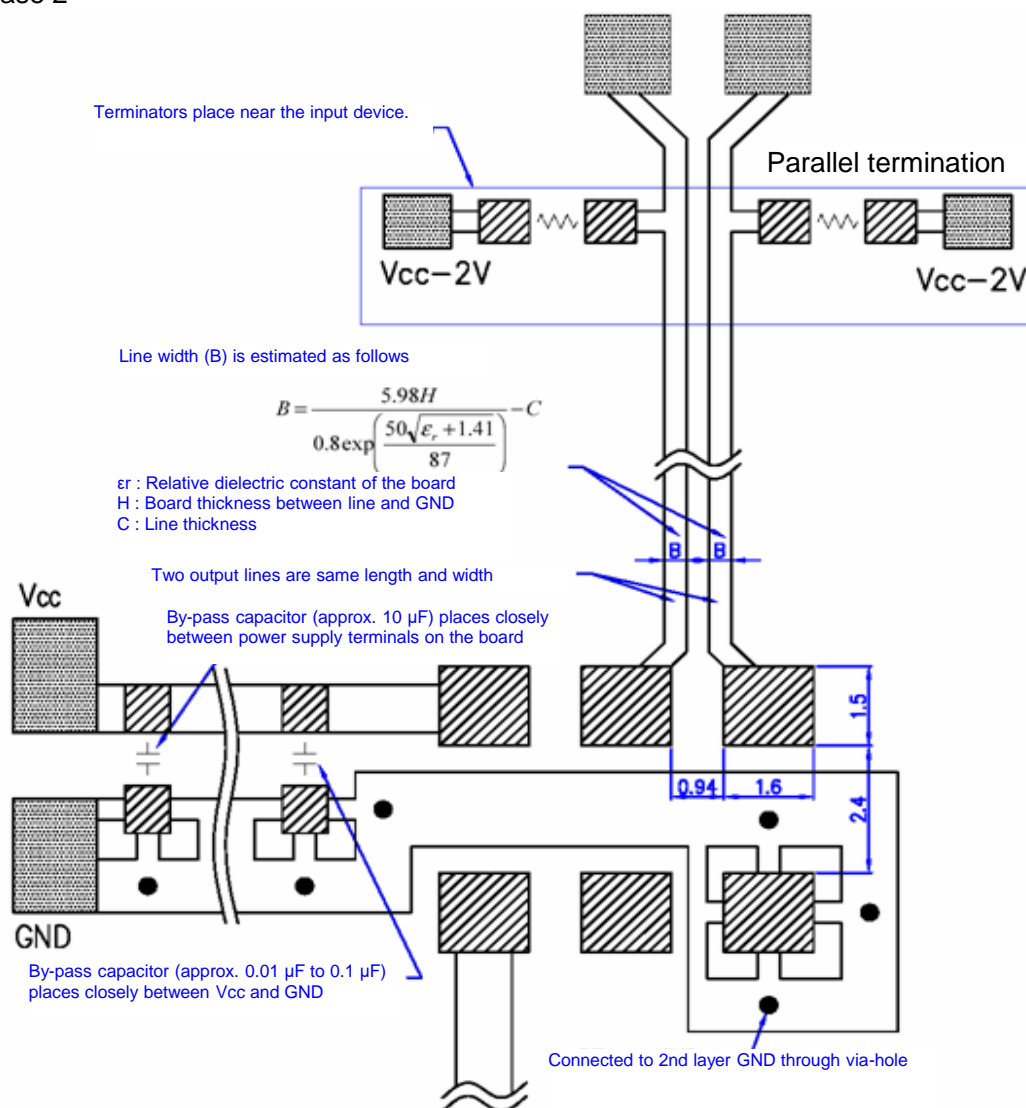 Terminators place near the input device.
Parallel termination
Vcc-2V
Vcc-2V
Line width (B) is estimated as follows
B = 5.98H / 0.8exp(50√εr + 1.41 / 87) - C
εr : Relative dielectric constant of the board
H : Board thickness between line and GND
C : Line thickness
B B
Two output lines are same length and width
Vcc
By-pass capacitor (approx. 10 µF) places closely
between power supply terminals on the board
1.5
0.94 1.6
2.4
GND
By-pass capacitor (approx. 0.01 µF to 0.1 µF)
places closely between Vcc and GND
Connected to 2nd layer GND through via-hole